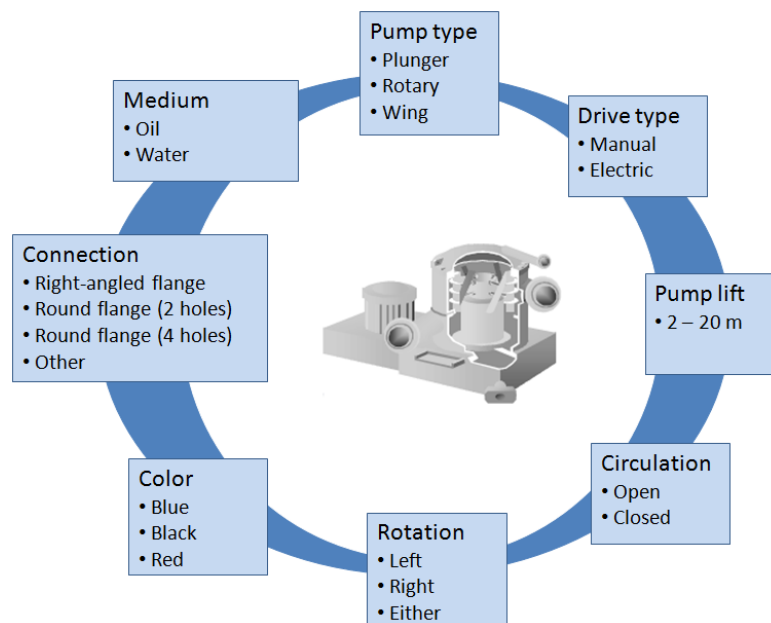 Pump type
• Plunger
• Rotary
• Wing
Drive type
• Manual
• Electric
Pump lift
• 2 – 20 m
Circulation
• Open
• Closed
Rotation
• Left
• Right
• Either
Color
• Blue
• Black
• Red
Connection
• Right-angled flange
• Round flange (2 holes)
• Round flange (4 holes)
• Other
Medium
• Oil
• Water